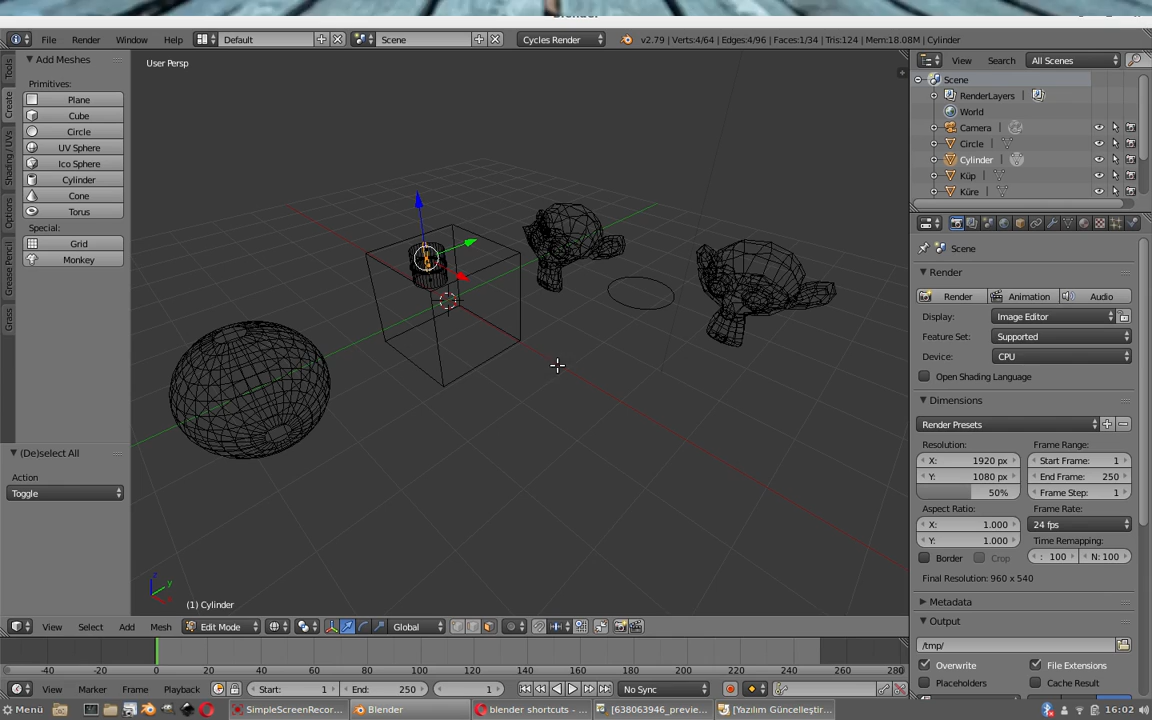 Blender
File Render Window Help Default Scene Cycles Render v2.79 | Verts:4/64 | Edges:4/96 | Faces:1/34 | Tris:124 | Mem:18.08M | Cylinder
Tools
Create
Shading / UVs
Options
Grease Pencil
Grass
Add Meshes
Primitives:
Plane
Cube
Circle
UV Sphere
Ico Sphere
Cylinder
Cone
Torus
Special:
Grid
Monkey
(De)select All
Action
Toggle
User Persp
z
y
(1) Cylinder
View Select Add Mesh Edit Mode Global
-40 -20 0 20 40 60 80 100 120 140 160 180 200 220 240 260 280
View Marker Frame Playback Start: 1 End: 250 1 No Sync
View Search All Scenes
Scene
RenderLayers
World
Camera
Circle
Cylinder
Küp
Küre
Scene
Render
Render Animation Audio
Display: Image Editor
Feature Set: Supported
Device: CPU
Open Shading Language
Dimensions
Render Presets
Resolution: Frame Range:
X: 1920 px Start Frame: 1
Y: 1080 px End Frame: 250
50% Frame Step: 1
Aspect Ratio: Frame Rate:
X: 1.000 24 fps
Y: 1.000 Time Remapping:
Border Crop : 100 N: 100
Final Resolution: 960 x 540
Metadata
Output
/tmp/
Overwrite File Extensions
Placeholders Cache Result
Menü SimpleScreenRecor... Blender blender shortcuts - ... [638063946_previe... [Yazılım Güncelleştir... 16:02